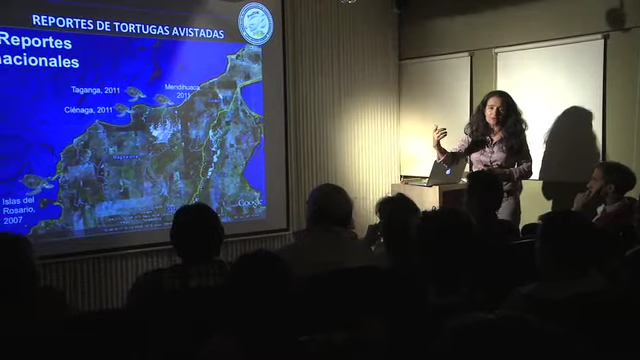 REPORTES DE TORTUGAS AVISTADAS
Reportes
nacionales
Taganga, 2011
Mendihuaca
2011
Ciénaga, 2011
Islas del
Rosario,
2007
Google